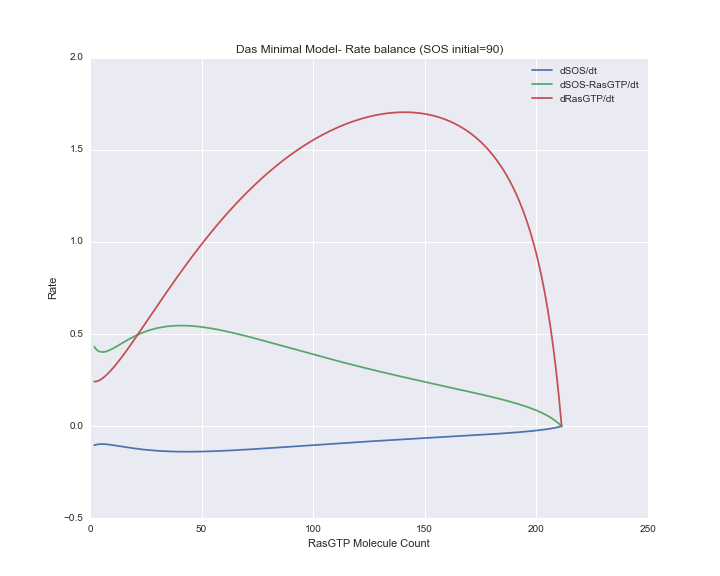 Das Minimal Model- Rate balance (SOS initial=90)
2.0
1.5
1.0
0.5
0.0
−0.5
Rate
dSOS/dt
dSOS-RasGTP/dt
dRasGTP/dt
0 50 100 150 200 250
RasGTP Molecule Count